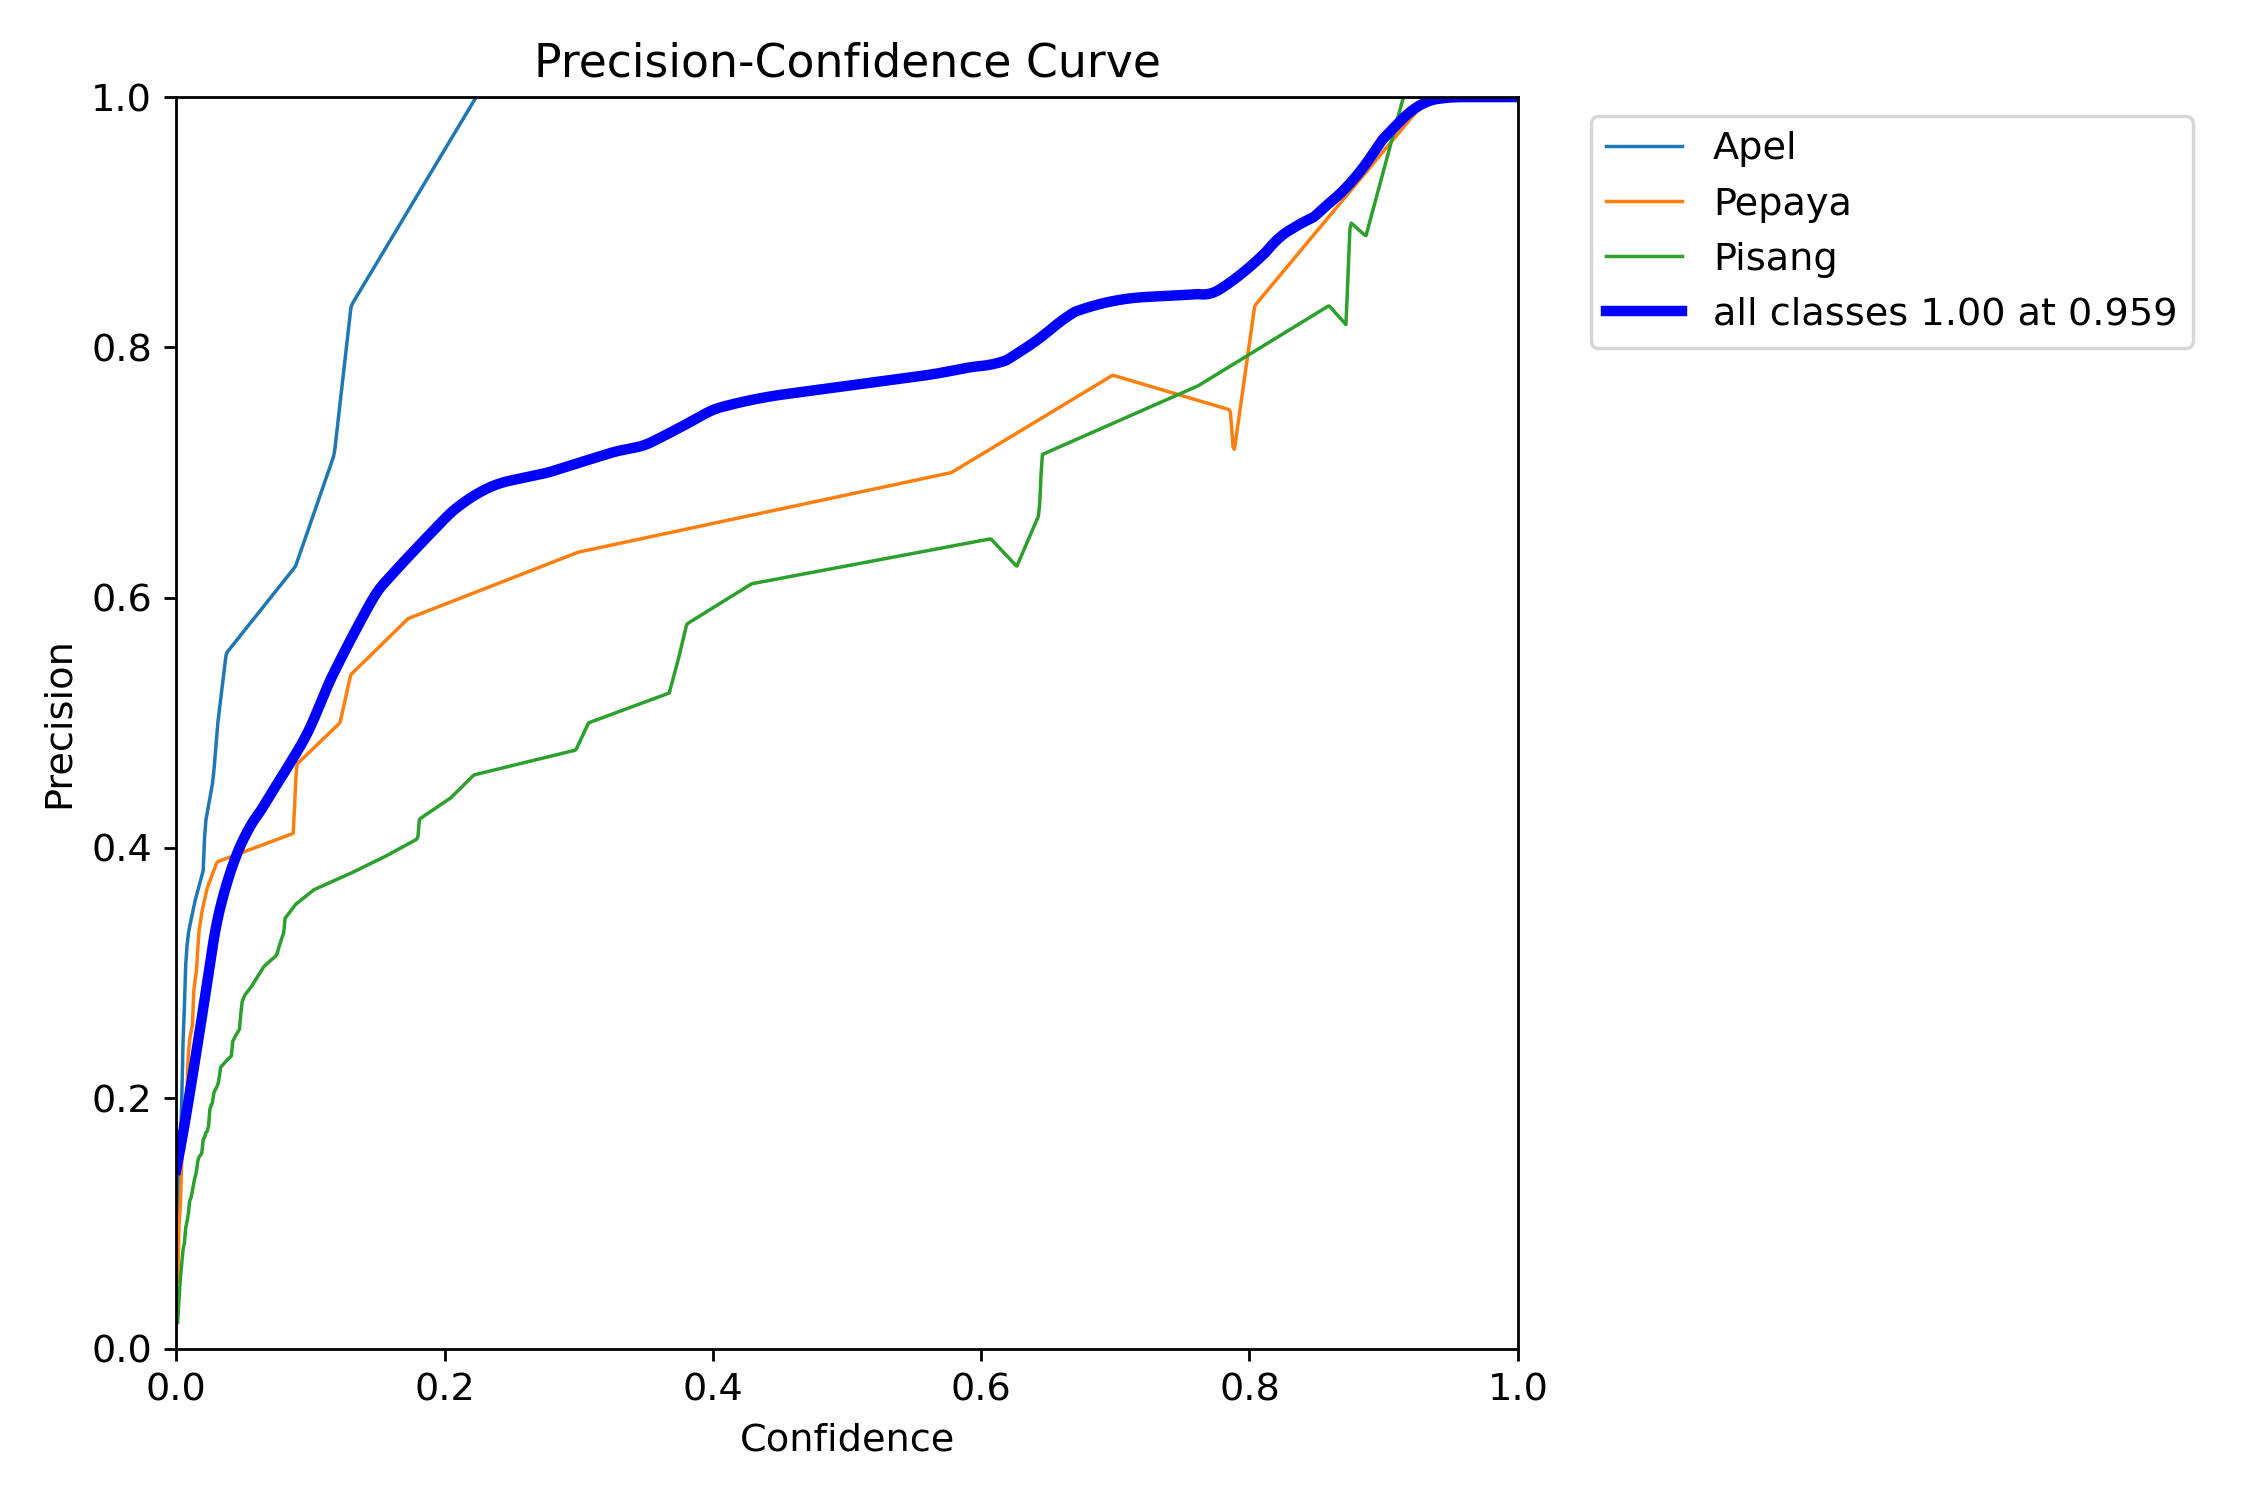 Precision-Confidence Curve
1.0
0.8
0.6
0.4
0.2
0.0
Precision
0.0 0.2 0.4 0.6 0.8 1.0
Confidence
Apel
Pepaya
Pisang
all classes 1.00 at 0.959